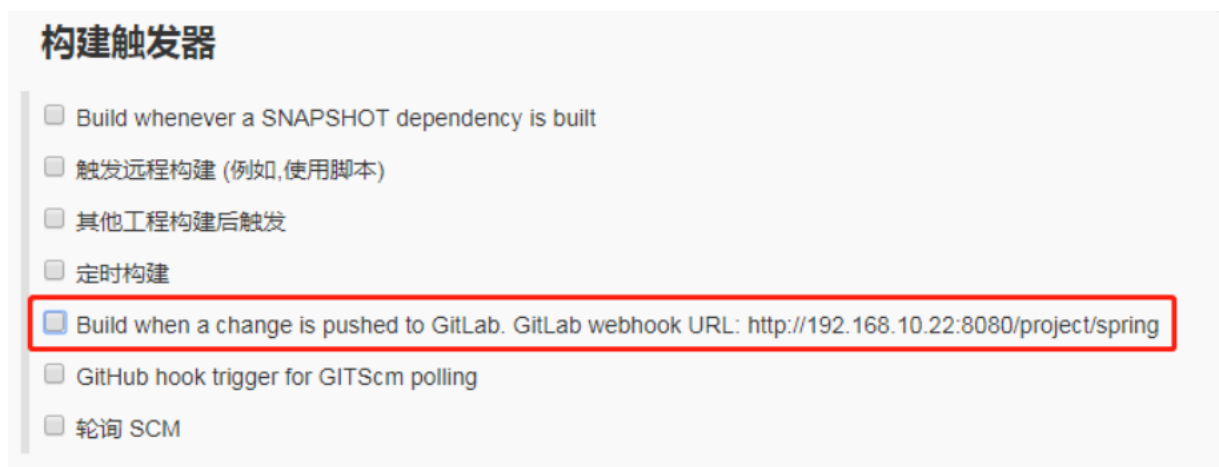 构建触发器
Build whenever a SNAPSHOT dependency is built
触发远程构建 (例如,使用脚本)
其他工程构建后触发
定时构建
Build when a change is pushed to GitLab. GitLab webhook URL: http://192.168.10.22:8080/project/spring
GitHub hook trigger for GITScm polling
轮询 SCM